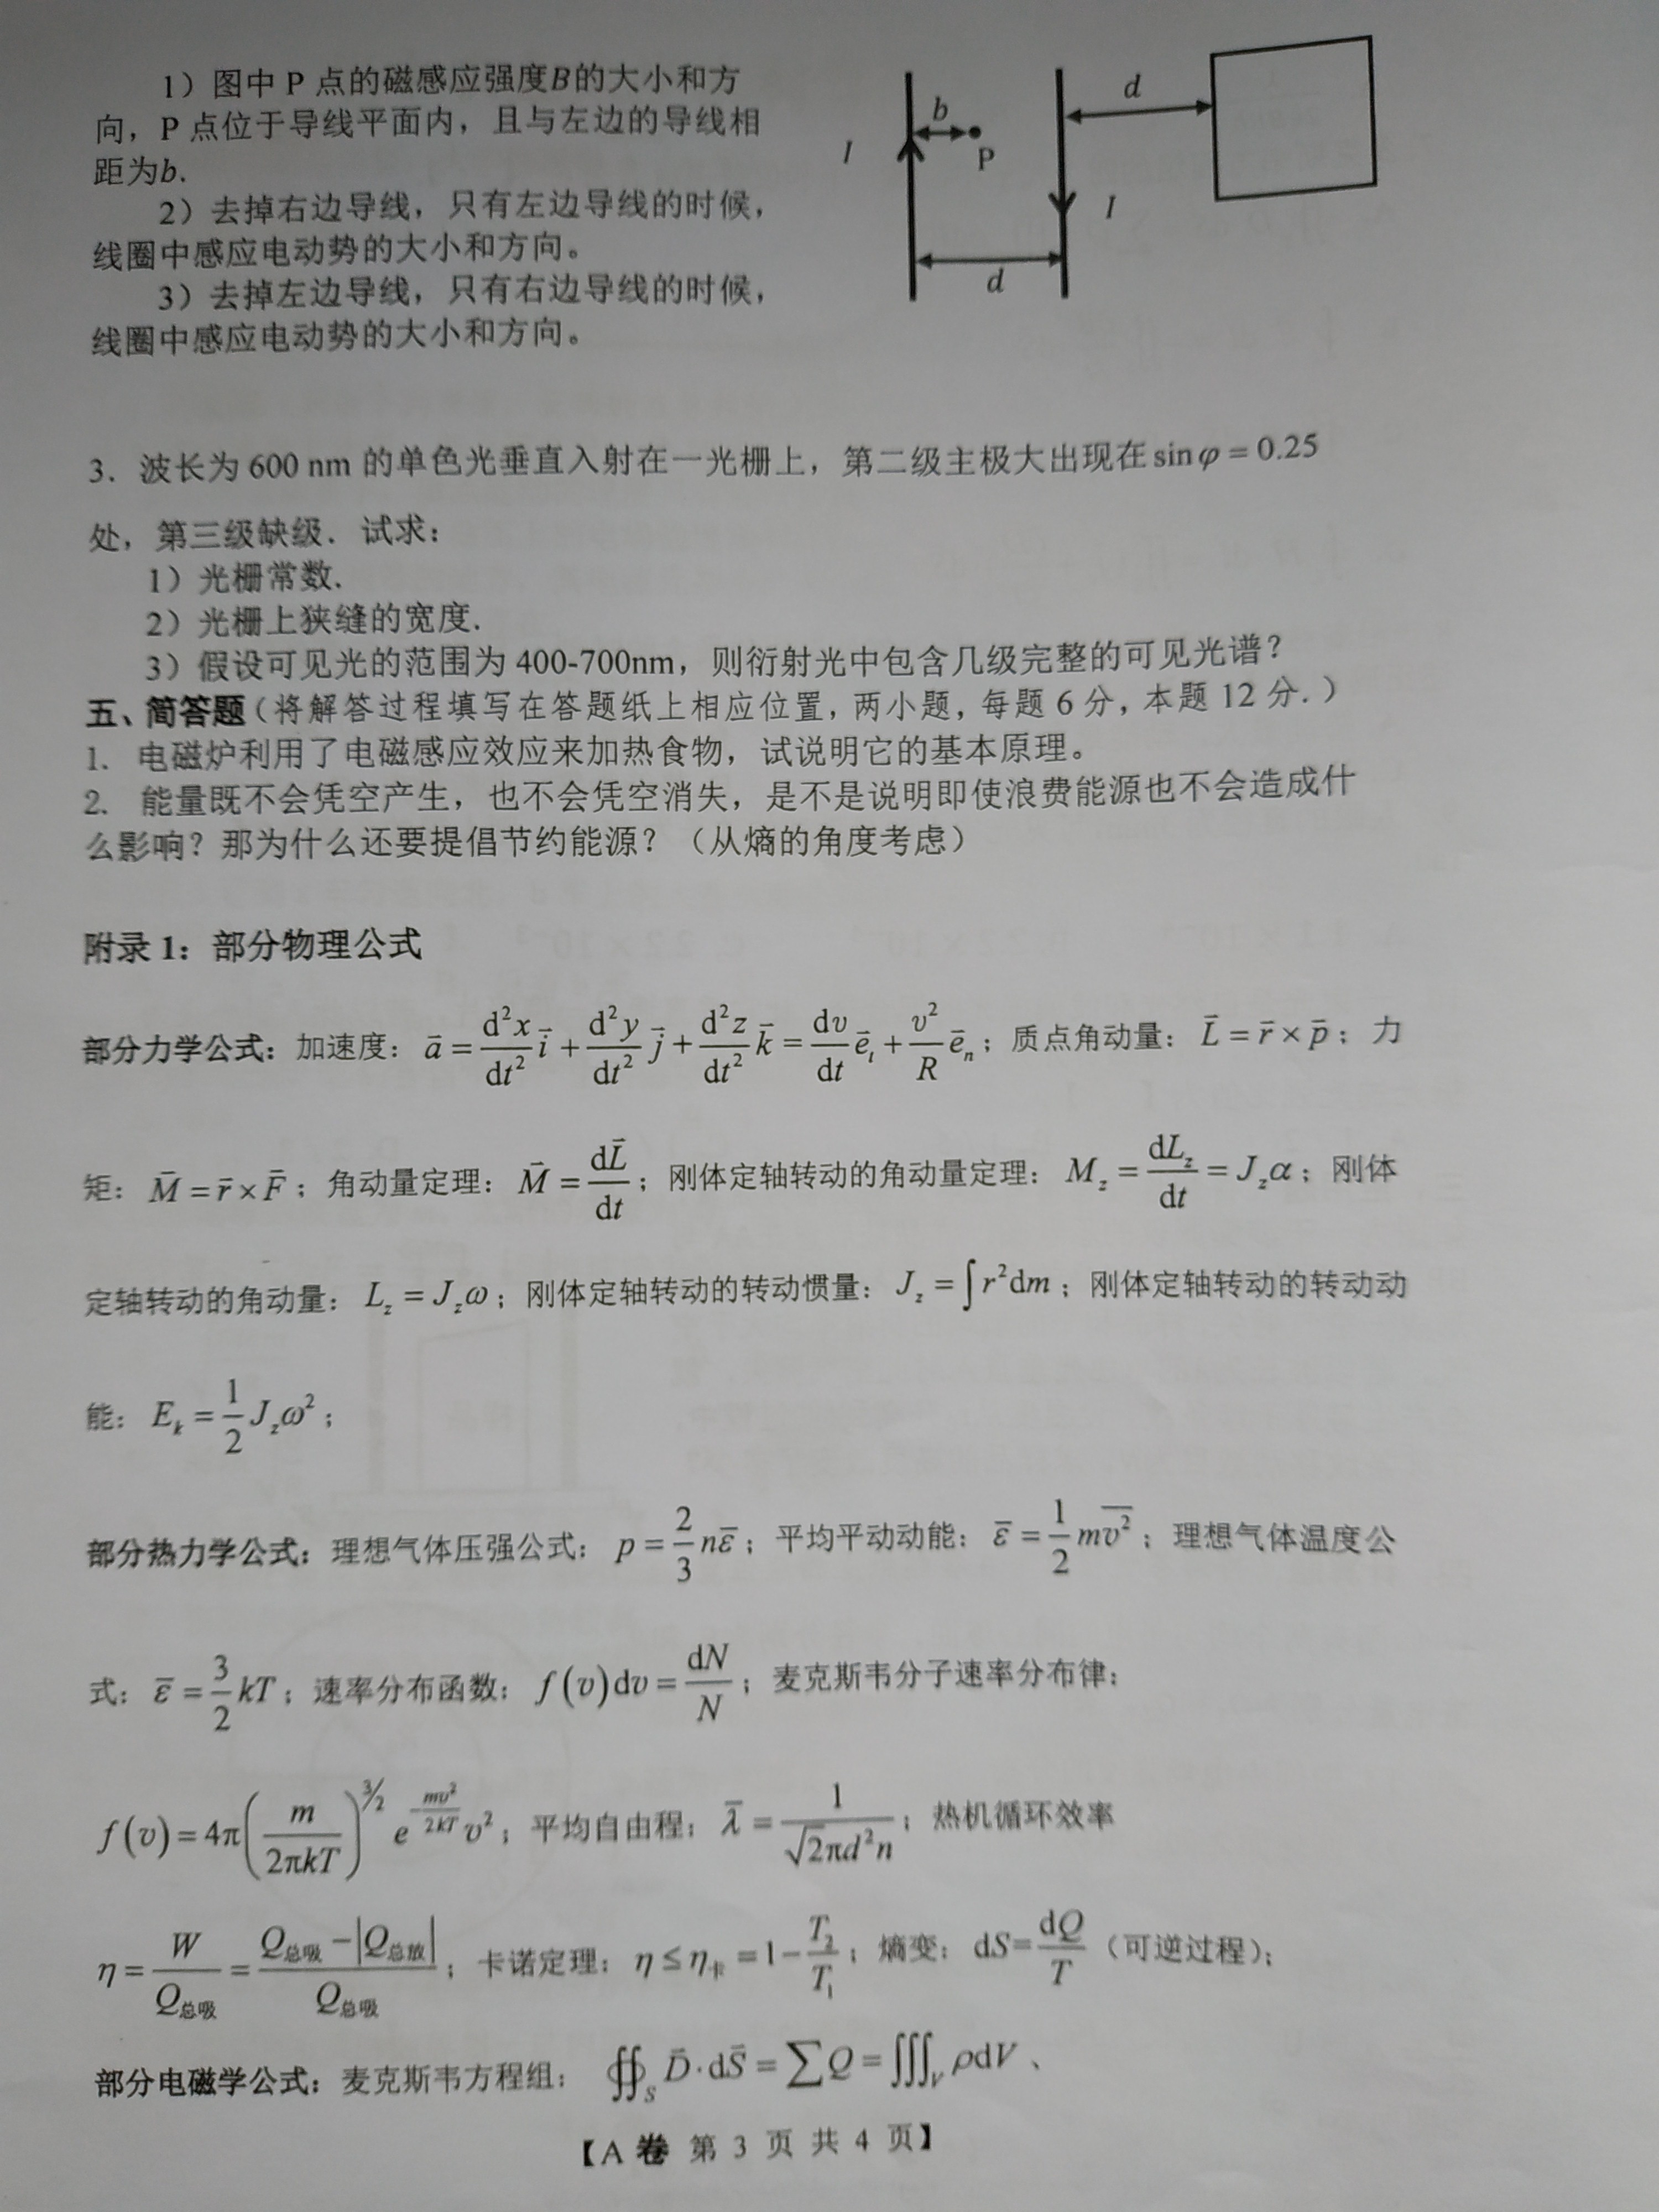 1）图中 P 点的磁感应强度B的大小和方
向，P 点位于导线平面内，且与左边的导线相
距为b.
2）去掉右边导线，只有左边导线的时候，
线圈中感应电动势的大小和方向。
3）去掉左边导线，只有右边导线的时候，
线圈中感应电动势的大小和方向。
I
b
P
d
I
d
3．波长为 600 nm 的单色光垂直入射在一光栅上，第二级主极大出现在 sin φ = 0.25
处，第三级缺级．试求：
1）光栅常数.
2）光栅上狭缝的宽度.
3）假设可见光的范围为 400-700nm，则衍射光中包含几级完整的可见光谱？
五、简答题（将解答过程填写在答题纸上相应位置，两小题，每题 6 分，本题 12 分．）
1. 电磁炉利用了电磁感应效应来加热食物，试说明它的基本原理。
2. 能量既不会凭空产生，也不会凭空消失，是不是说明即使浪费能源也不会造成什
么影响？那为什么还要提倡节约能源？（从熵的角度考虑）
附录 1：部分物理公式
部分力学公式：加速度：$\vec{a}=\frac{d^2x}{dt^2}\vec{i}+\frac{d^2y}{dt^2}\vec{j}+\frac{d^2z}{dt^2}\vec{k}=\frac{dv}{dt}\vec{e}_t+\frac{v^2}{R}\vec{e}_n$；质点角动量：$\vec{L}=\vec{r}\times\vec{p}$；力
矩：$\vec{M}=\vec{r}\times\vec{F}$；角动量定理：$\vec{M}=\frac{d\vec{L}}{dt}$；刚体定轴转动的角动量定理：$M_z=\frac{dL_z}{dt}=J_z\alpha$；刚体
定轴转动的角动量：$L_z=J_z\omega$；刚体定轴转动的转动惯量：$J_z=\int r^2dm$；刚体定轴转动的转动动
能：$E_k=\frac{1}{2}J_z\omega^2$；
部分热力学公式：理想气体压强公式：$p=\frac{2}{3}n\bar{\varepsilon}$；平均平动动能：$\bar{\varepsilon}=\frac{1}{2}m\overline{v^2}$；理想气体温度公
式：$\bar{\varepsilon}=\frac{3}{2}kT$；速率分布函数：$f(v)dv=\frac{dN}{N}$；麦克斯韦分子速率分布律：
$f(v)=4\pi\left(\frac{m}{2\pi kT}\right)^{3/2}e^{-\frac{mv^2}{2kT}}v^2$；平均自由程：$\bar{\lambda}=\frac{1}{\sqrt{2}\pi d^2n}$；热机循环效率
$\eta=\frac{W}{Q_{总吸}}=\frac{Q_{总吸}-|Q_{总放}|}{Q_{总吸}}$；卡诺定理：$\eta\leq\eta_{卡}=1-\frac{T_2}{T_1}$；熵变：$dS=\frac{dQ}{T}$（可逆过程）；
部分电磁学公式：麦克斯韦方程组：$\oiint_S\vec{D}\cdot d\vec{S}=\sum Q=\iiint_V\rho dV$、
【A 卷 第 3 页 共 4 页】